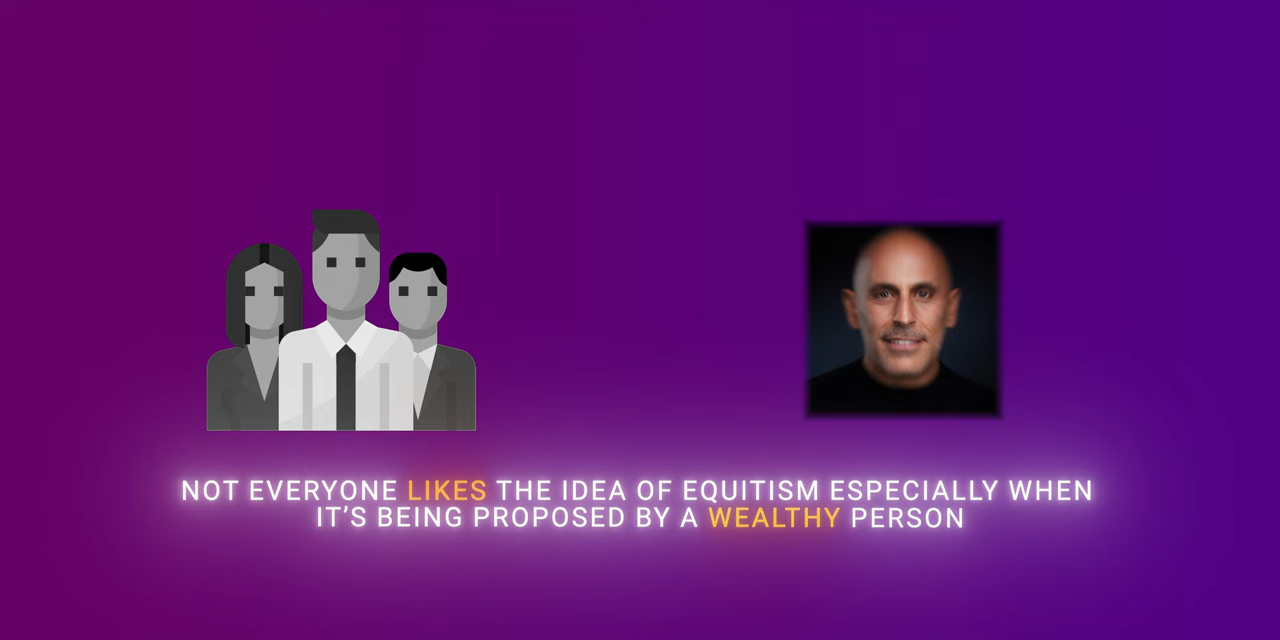 NOT EVERYONE LIKES THE IDEA OF EQUITISM ESPECIALLY WHEN
IT’S BEING PROPOSED BY A WEALTHY PERSON